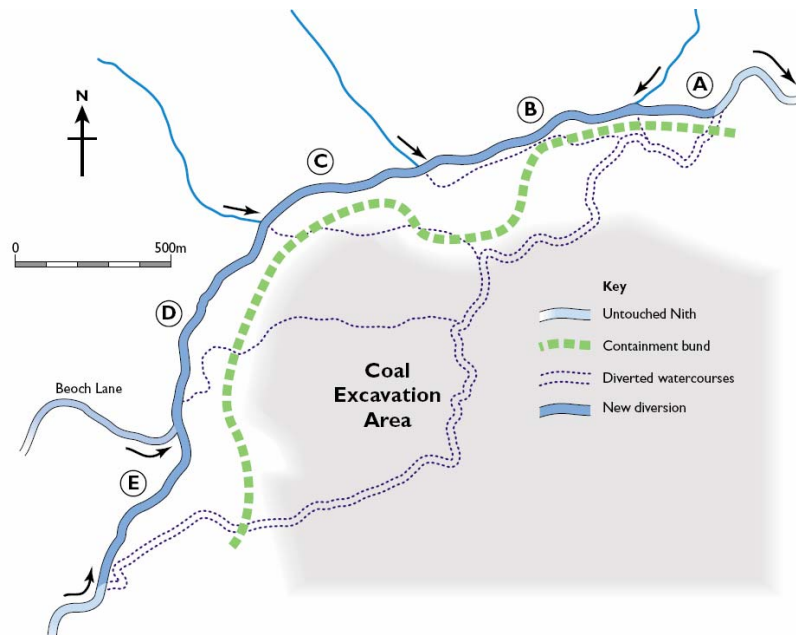 A
B
N
C
0
500m
D
Key
Untouched Nith
Containment bund
Diverted watercourses
New diversion
Coal
Excavation
Area
Beoch Lane
E